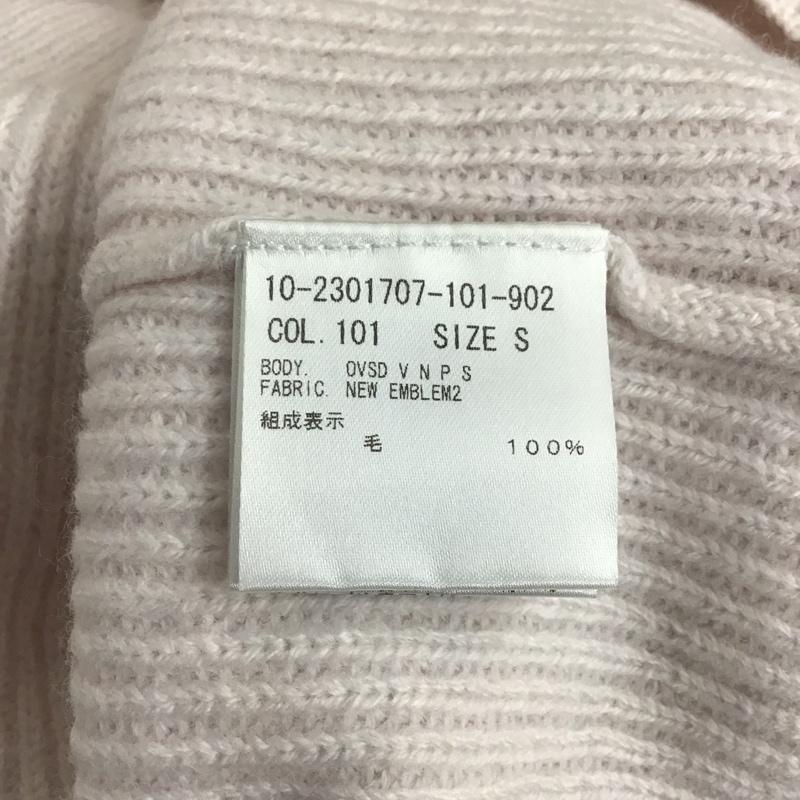 10-2301707-101-902
COL. 101 SIZE S
BODY. OVSD V N P S
FABRIC. NEW EMBLEM2
組成表示
毛 100%